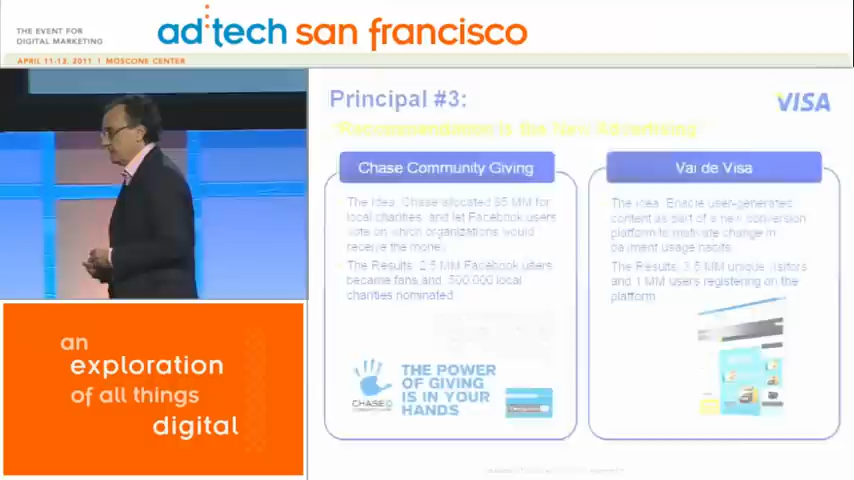 THE EVENT FOR
DIGITAL MARKETING
ad:tech san francisco
APRIL 11-13, 2011 | MOSCONE CENTER
Principal #3:
VISA
"Recommendation is the New Advertising"
Chase Community Giving
The Idea: Chase allocated $5 MM for
local charities, and let Facebook users
vote on which organizations would
receive the money
The Results: 2.5 MM Facebook users
became fans and 500,000 local
charities nominated
THE POWER
OF GIVING
IS IN YOUR
HANDS
CHASE
Vai de Visa
The idea: Enable user-generated
content as part of a new conversion
platform to motivate change in
payment usage habits
The Results: 3.5 MM unique visitors
and 1 MM users registering on the
platform
an
exploration
of all things
digital